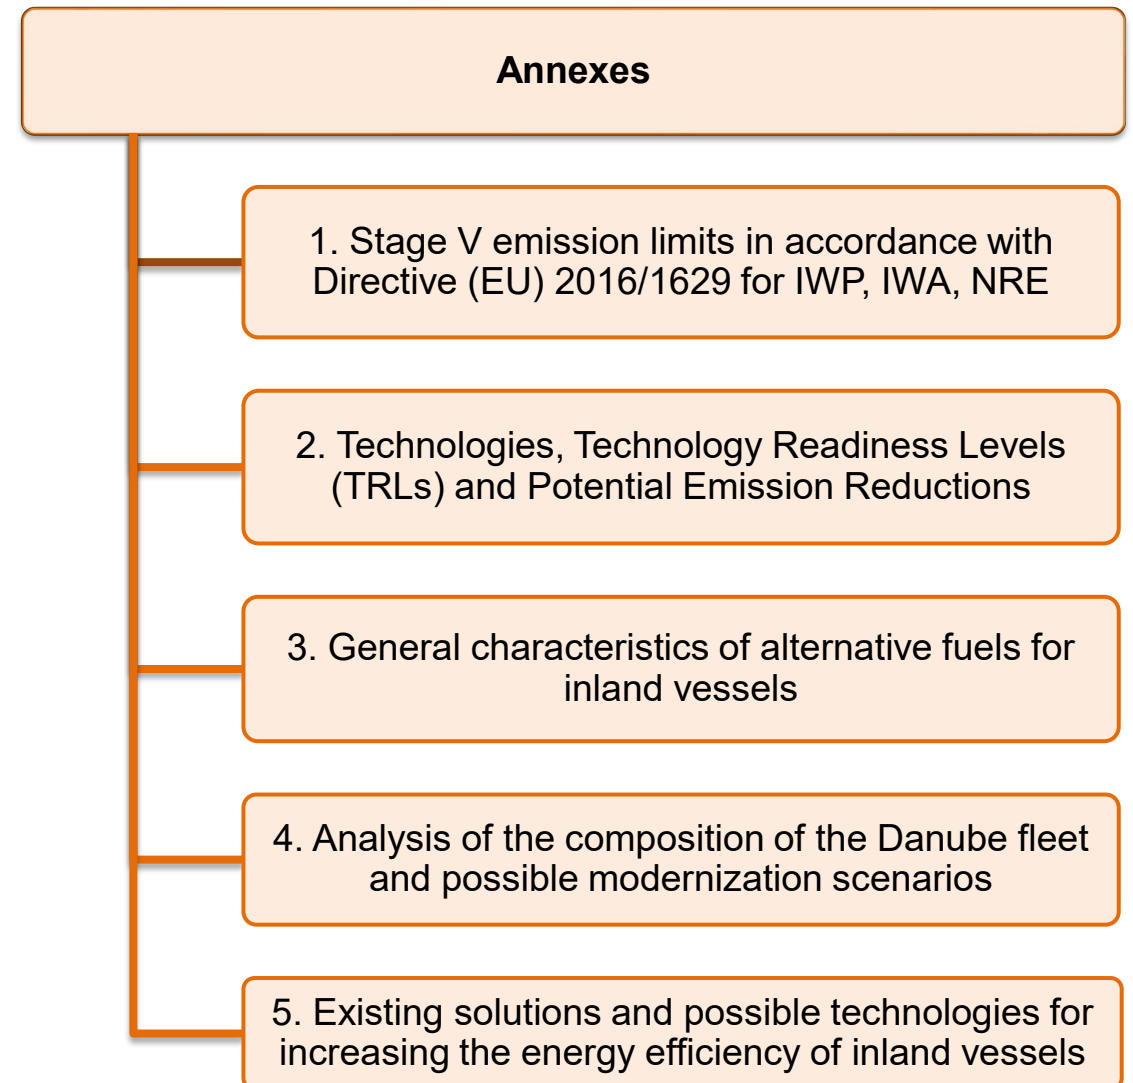 Annexes
1. Stage V emission limits in accordance with
Directive (EU) 2016/1629 for IWP, IWA, NRE
2. Technologies, Technology Readiness Levels
(TRLs) and Potential Emission Reductions
3. General characteristics of alternative fuels for
inland vessels
4. Analysis of the composition of the Danube fleet
and possible modernization scenarios
5. Existing solutions and possible technologies for
increasing the energy efficiency of inland vessels